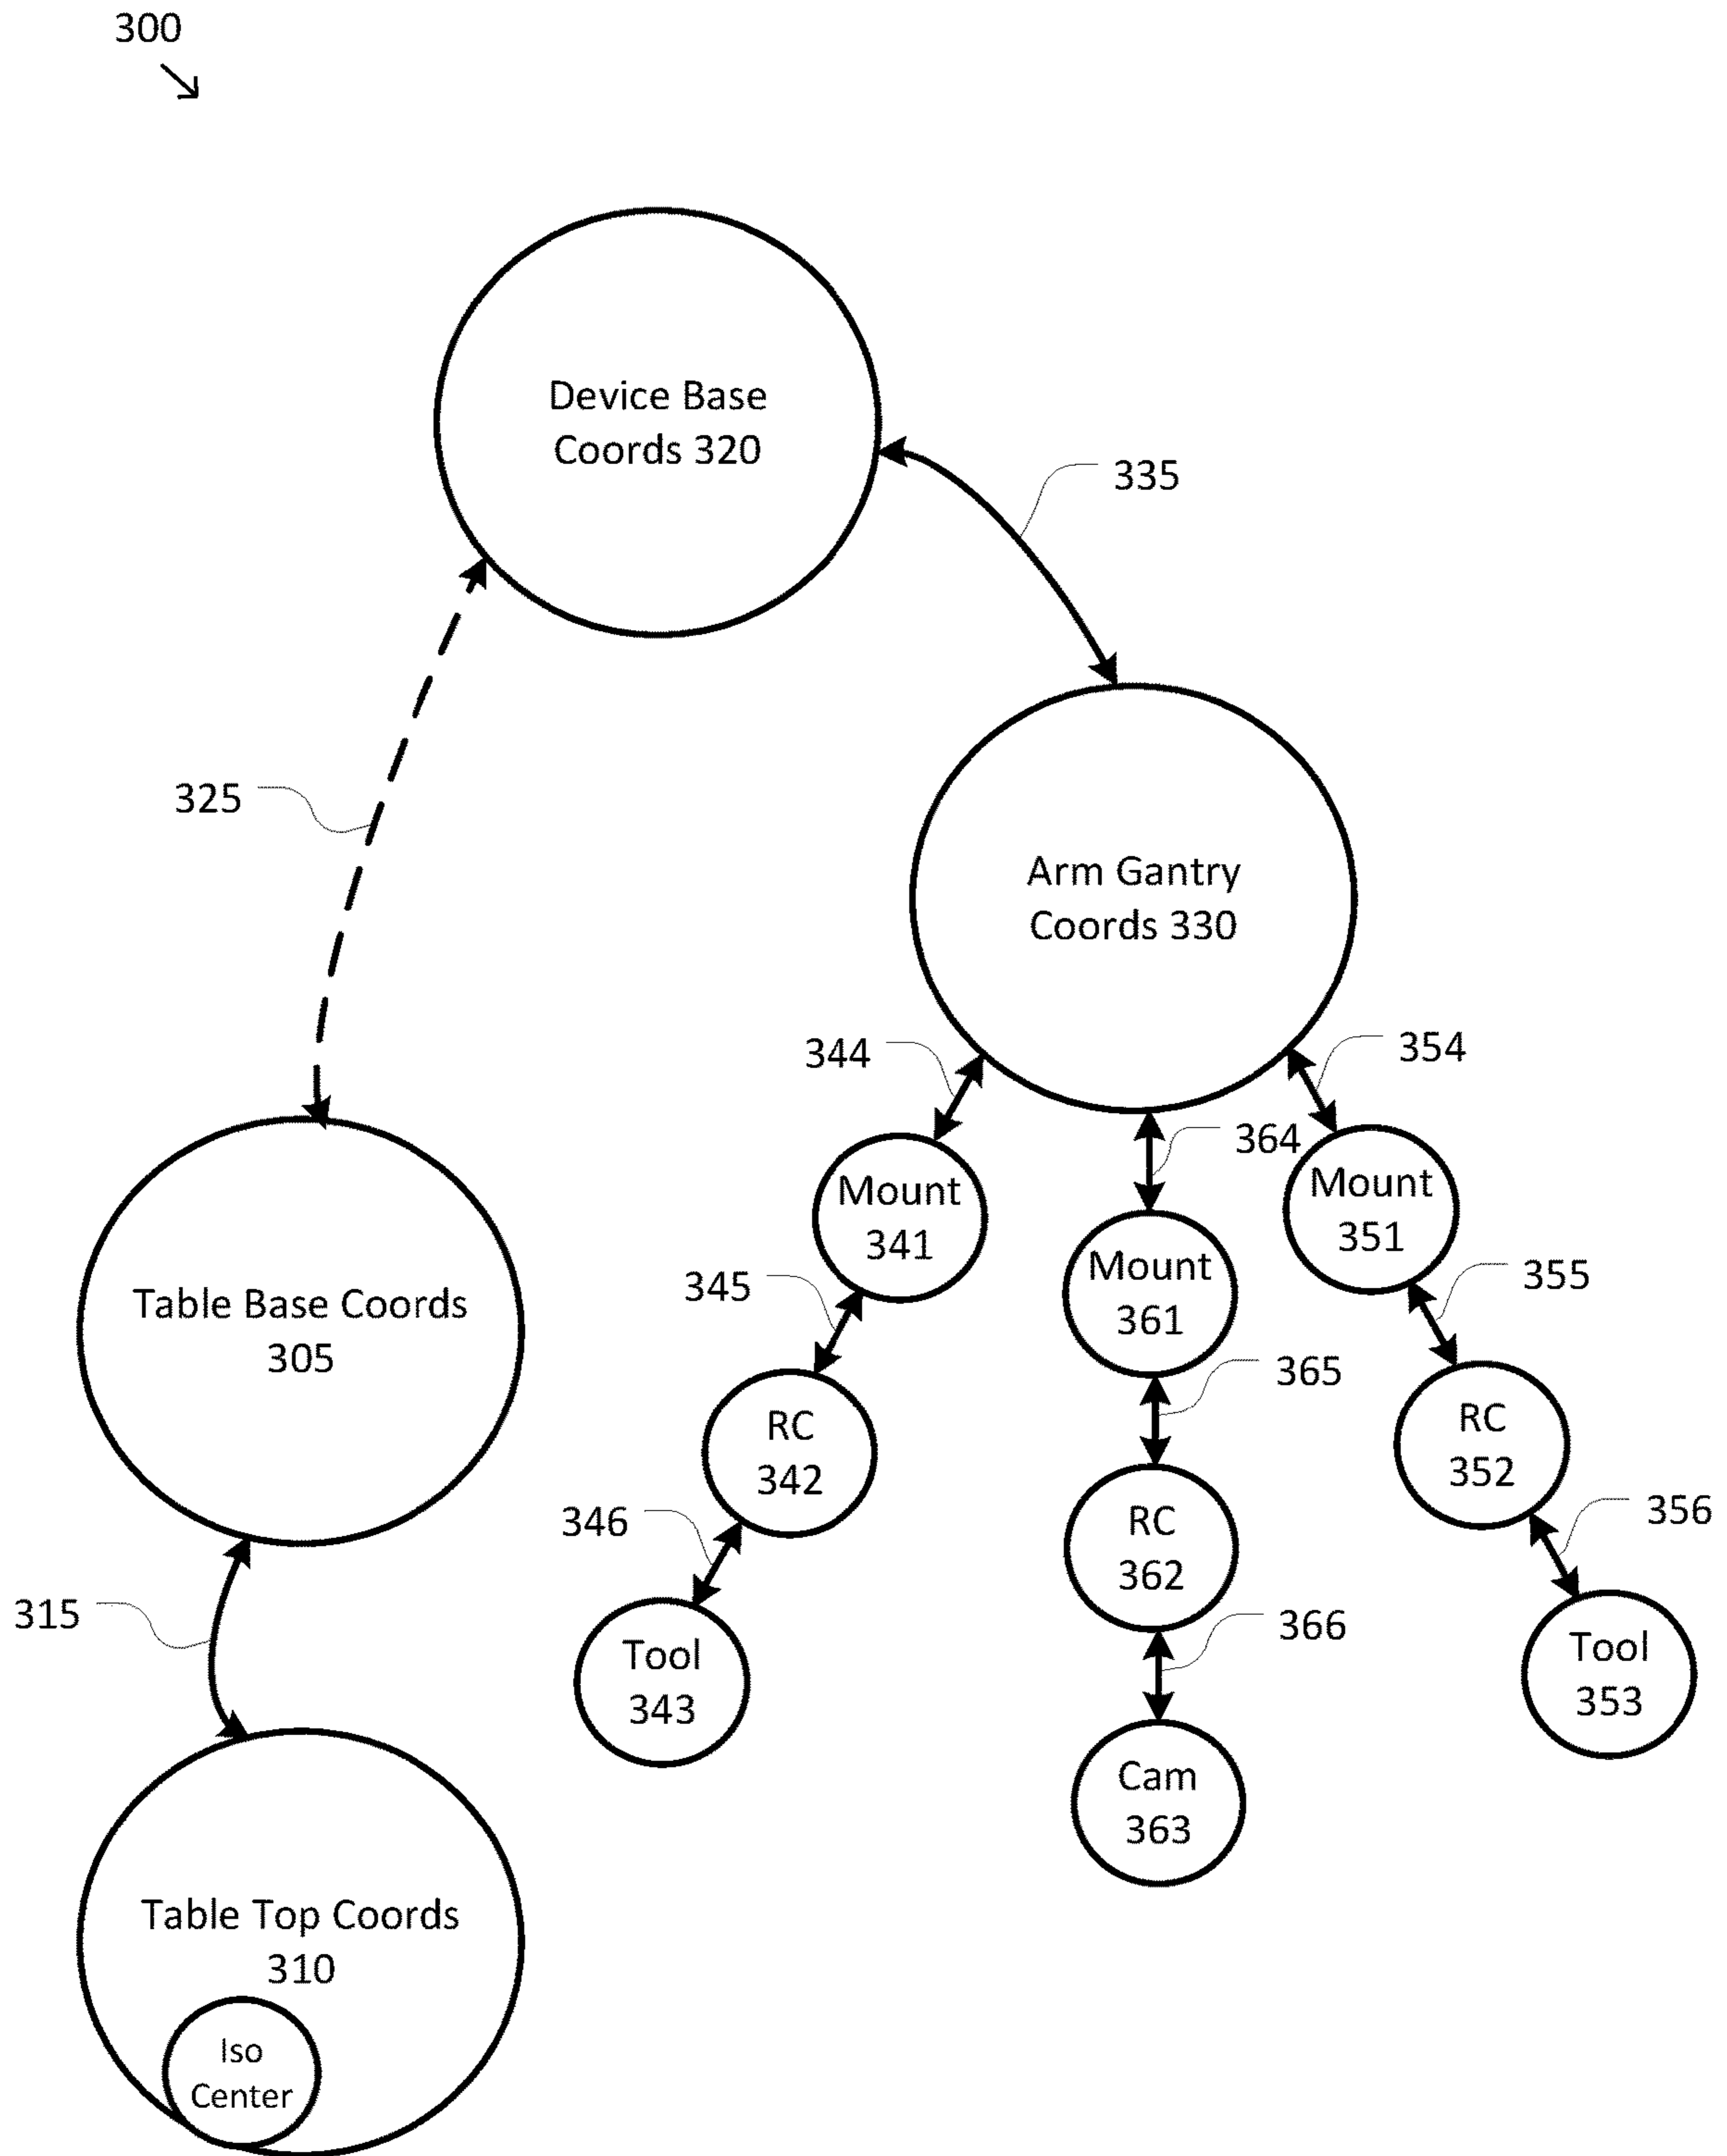 300
Device Base
Coords 320
335
325
Arm Gantry
Coords 330
344
354
364
Mount
341
Mount
351
Mount
361
345
355
365
Table Base Coords
305
RC
342
RC
352
RC
362
346
356
366
315
Tool
343
Tool
353
Cam
363
Table Top Coords
310
Iso
Center